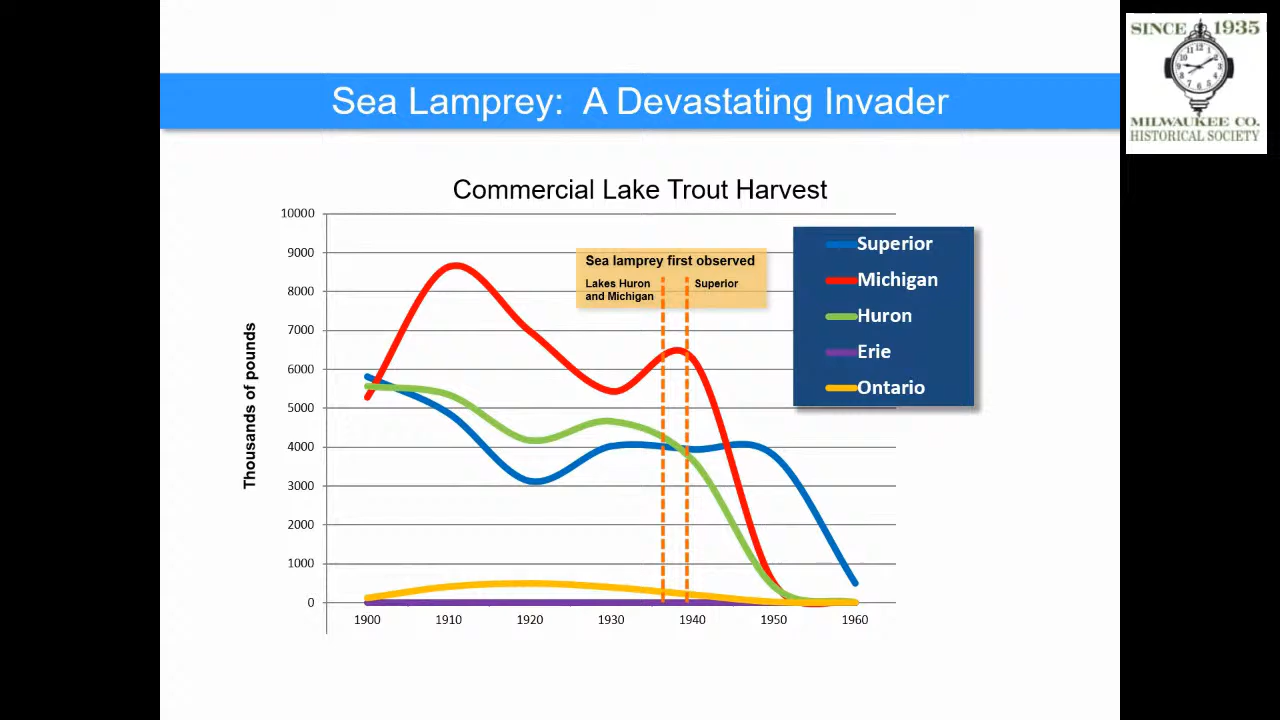 SINCE 1935
MILWAUKEE CO.
HISTORICAL SOCIETY
Sea Lamprey: A Devastating Invader
Commercial Lake Trout Harvest
Thousands of pounds
10000
9000
8000
7000
6000
5000
4000
3000
2000
1000
0
1900 1910 1920 1930 1940 1950 1960
Sea lamprey first observed
Lakes Huron
and Michigan
Superior
Superior
Michigan
Huron
Erie
Ontario